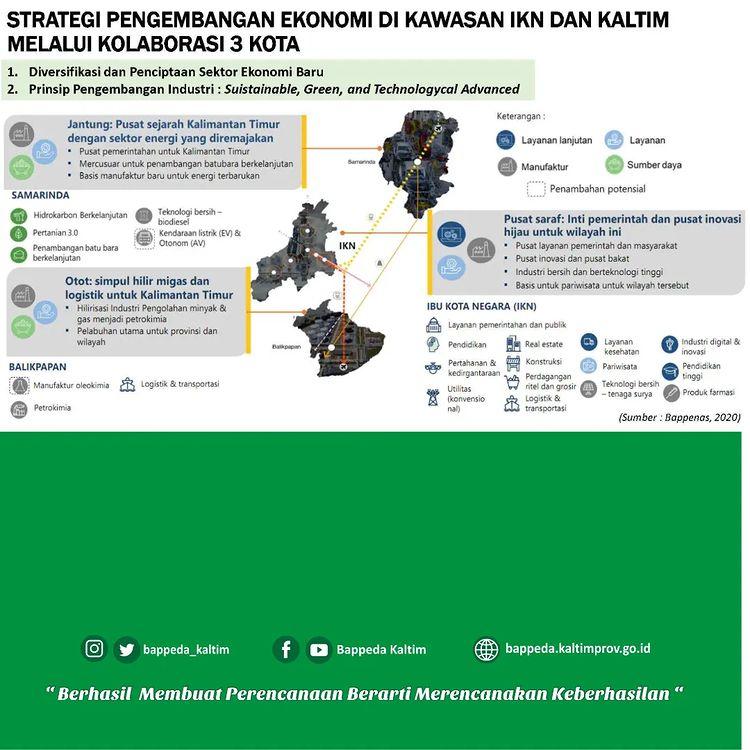 STRATEGI PENGEMBANGAN EKONOMI DI KAWASAN IKN DAN KALTIM
MELALUI KOLABORASI 3 KOTA
1. Diversifikasi dan Penciptaan Sektor Ekonomi Baru
2. Prinsip Pengembangan Industri : Suistainable, Green, and Technologycal Advanced
Jantung: Pusat sejarah Kalimantan Timur
dengan sektor energi yang diremajakan
• Pusat pemerintahan untuk Kalimantan Timur
• Mercusuar untuk penambangan batubara berkelanjutan
• Basis manufaktur baru untuk energi terbarukan
SAMARINDA
Hidrokarbon Berkelanjutan
Pertanian 3.0
Penambangan batu bara
berkelanjutan
Teknologi bersih –
biodiesel
Kendaraan listrik (EV) &
Otonom (AV)
Otot: simpul hilir migas dan
logistik untuk Kalimantan Timur
• Hilirisasi Industri Pengolahan minyak &
gas menjadi petrokimia
• Pelabuhan utama untuk provinsi dan
wilayah
BALIKPAPAN
Manufaktur oleokimia
Logistik & transportasi
Petrokimia
Samarinda
IKN
Balikpapan
Keterangan :
Layanan lanjutan
Layanan
Manufaktur
Sumber daya
Penambahan potensial
Pusat saraf: Inti pemerintah dan pusat inovasi
hijau untuk wilayah ini
• Pusat layanan pemerintah dan masyarakat
• Pusat inovasi dan pusat bakat
• Industri bersih dan berteknologi tinggi
• Basis untuk pariwisata untuk wilayah tersebut
IBU KOTA NEGARA (IKN)
Layanan pemerintahan dan publik
Pendidikan
Pertahanan &
kedirgantaraan
Utilitas
(konvensio
nal)
Real estate
Konstruksi
Perdagangan
ritel dan grosir
Logistik &
transportasi
Layanan
kesehatan
Pariwisata
Teknologi bersih
– tenaga surya
Industri digital &
inovasi
Pendidikan
tinggi
Produk farmasi
(Sumber : Bappenas, 2020)
bappeda_kaltim
Bappeda Kaltim
bappeda.kaltimprov.go.id
“ Berhasil Membuat Perencanaan Berarti Merencanakan Keberhasilan “